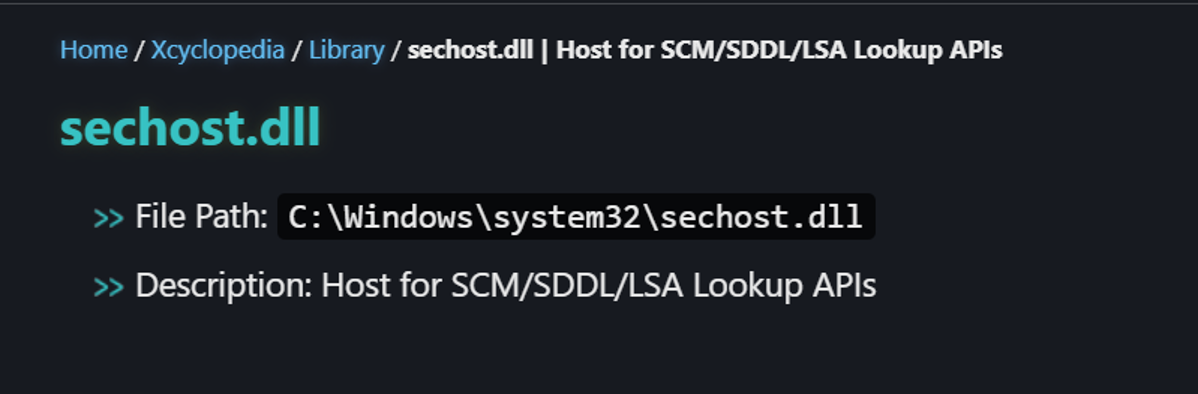 Home / Xcyclopedia / Library / sechost.dll | Host for SCM/SDDL/LSA Lookup APIs
sechost.dll
>> File Path: C:\Windows\system32\sechost.dll
>> Description: Host for SCM/SDDL/LSA Lookup APIs